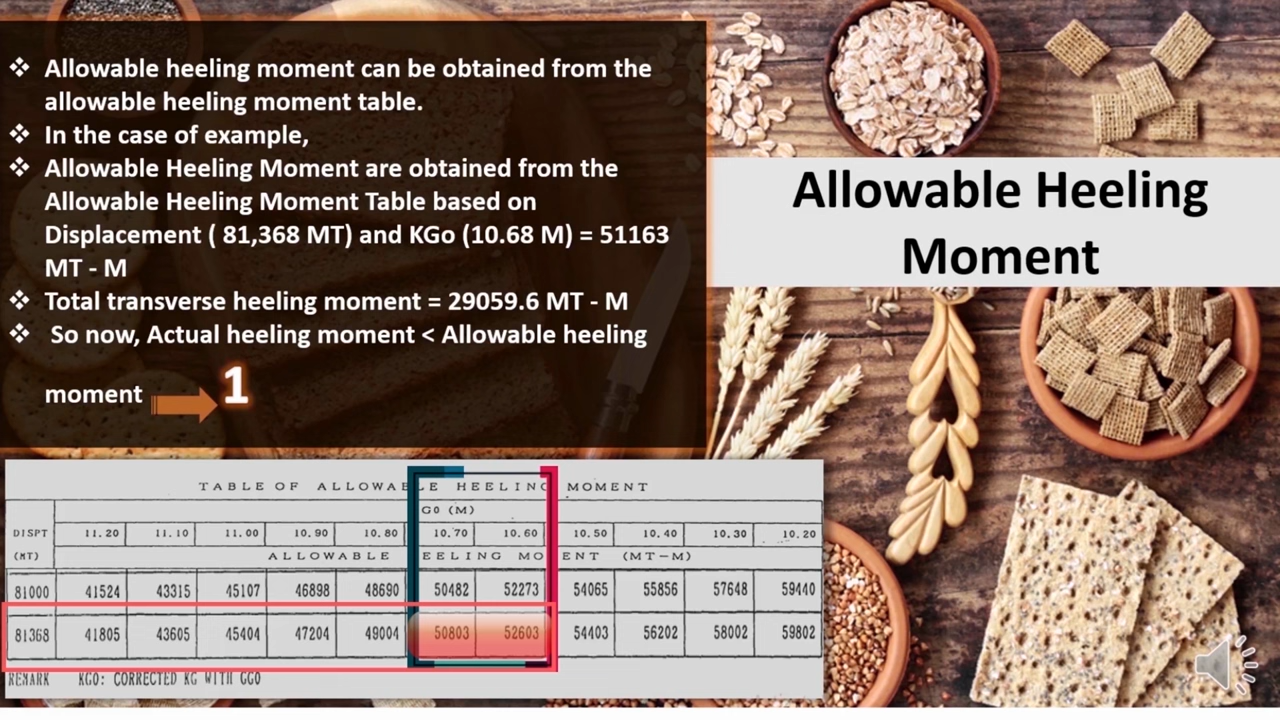 ❖ Allowable heeling moment can be obtained from the
allowable heeling moment table.
❖ In the case of example,
❖ Allowable Heeling Moment are obtained from the
Allowable Heeling Moment Table based on
Displacement ( 81,368 MT) and KGo (10.68 M) = 51163
MT - M
❖ Total transverse heeling moment = 29059.6 MT - M
❖ So now, Actual heeling moment < Allowable heeling
moment 1
Allowable Heeling
Moment
TABLE OF ALLOWABLE HEELING MOMENT
G0 (M)
DISPT 11.20 11.10 11.00 10.90 10.80 10.70 10.60 10.50 10.40 10.30 10.20
(MT) ALLOWABLE EELING MO ENT (MT-M)
81000 41524 43315 45107 46898 48690 50482 52273 54065 55856 57648 59440
81368 41805 43605 45404 47204 49004 50803 52603 54403 56202 58002 59802
REMARK KGO: CORRECTED KG WITH GGO